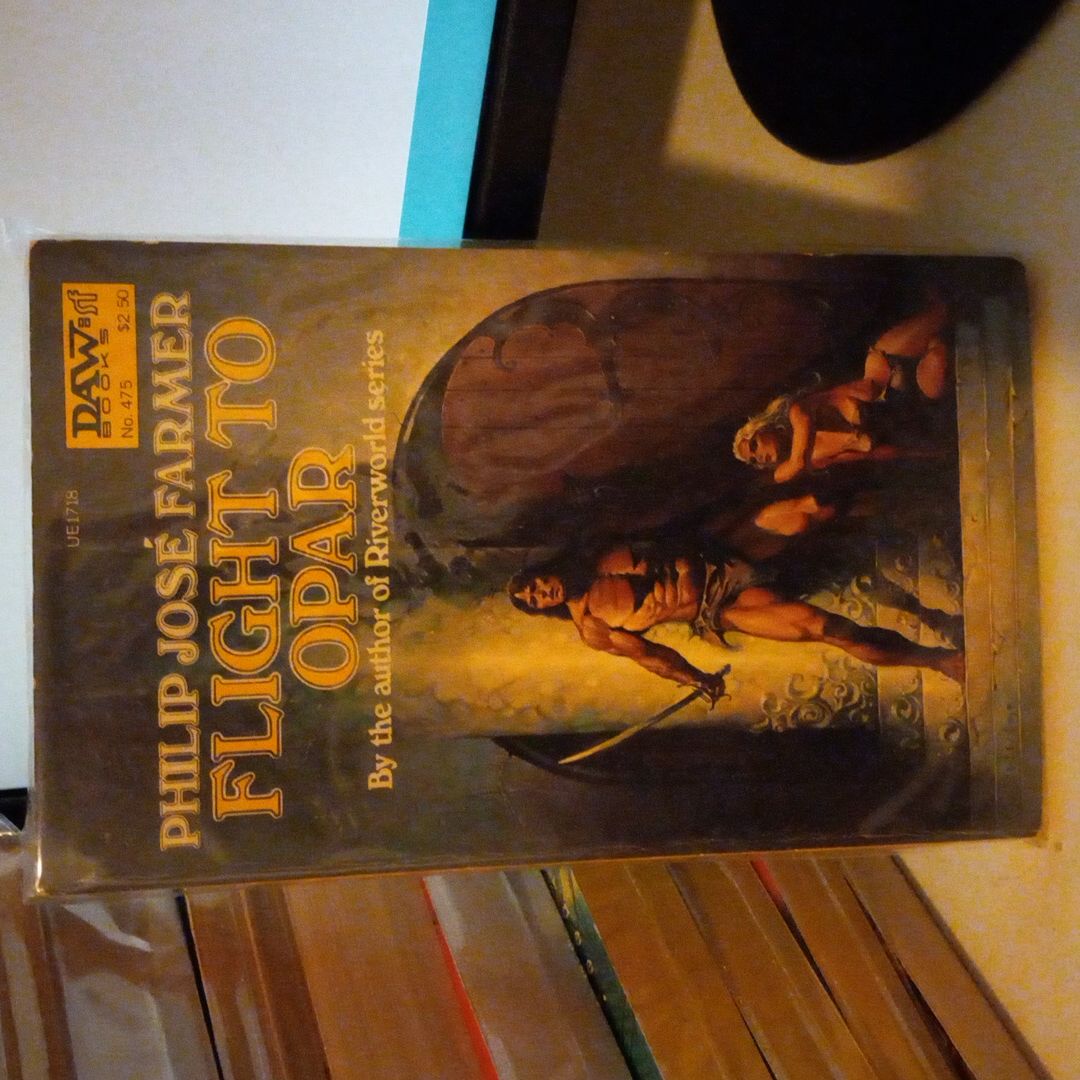 DAW sf
BOOKS
No. 475 $2.50
UE1718
PHILIP JOSÉ FARMER
FLIGHT TO
OPAR
By the author of Riverworld series